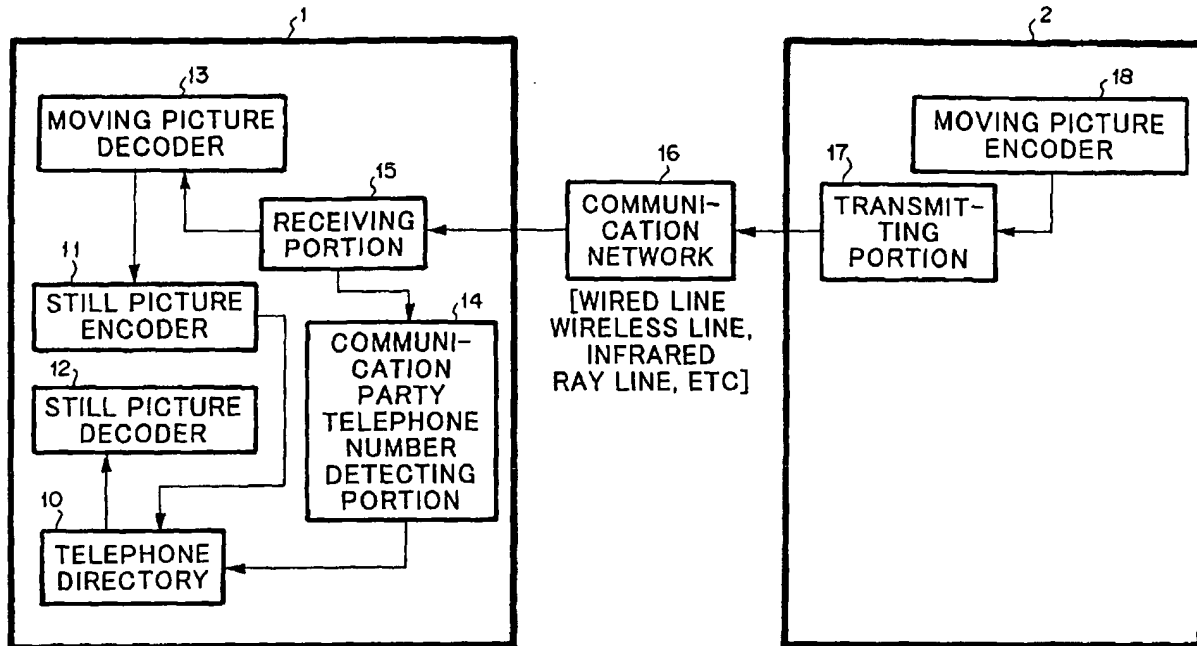 1
2
13
MOVING PICTURE
DECODER
18
MOVING PICTURE
ENCODER
15
RECEIVING
PORTION
16
COMMUNI-
CATION
NETWORK
[WIRED LINE
WIRELESS LINE,
INFRARED
RAY LINE, ETC]
17
TRANSMIT-
TING
PORTION
11
STILL PICTURE
ENCODER
14
COMMUNI-
CATION
PARTY
TELEPHONE
NUMBER
DETECTING
PORTION
12
STILL PICTURE
DECODER
10
TELEPHONE
DIRECTORY